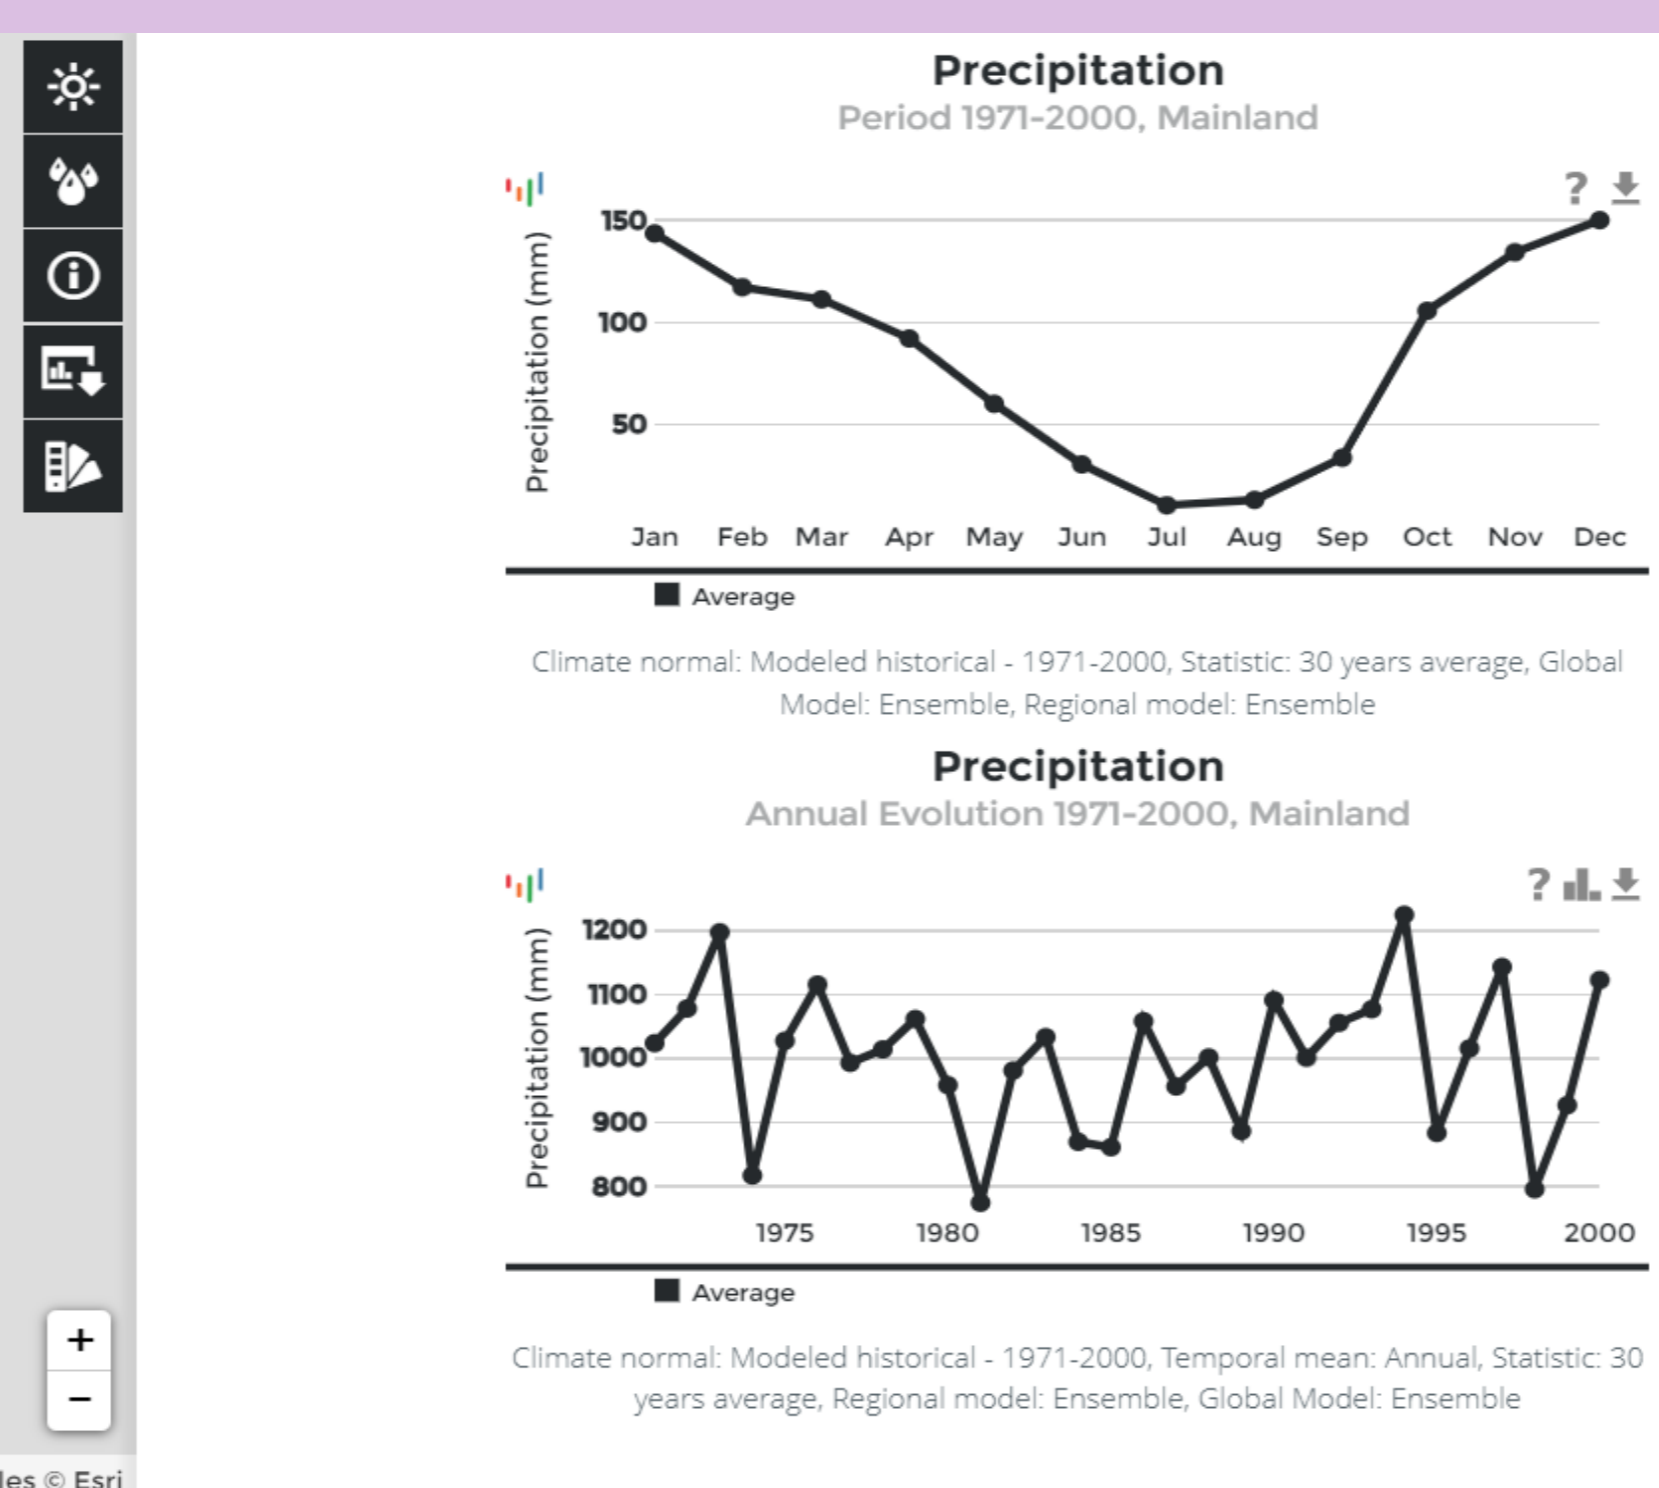 Precipitation
Period 1971-2000, Mainland
?
Precipitation (mm)
150
100
50
Jan Feb Mar Apr May Jun Jul Aug Sep Oct Nov Dec
Average
Climate normal: Modeled historical - 1971-2000, Statistic: 30 years average, Global
Model: Ensemble, Regional model: Ensemble
Precipitation
Annual Evolution 1971-2000, Mainland
?
Precipitation (mm)
1200
1100
1000
900
800
1975 1980 1985 1990 1995 2000
Average
Climate normal: Modeled historical - 1971-2000, Temporal mean: Annual, Statistic: 30
years average, Regional model: Ensemble, Global Model: Ensemble
+
−
© Esri